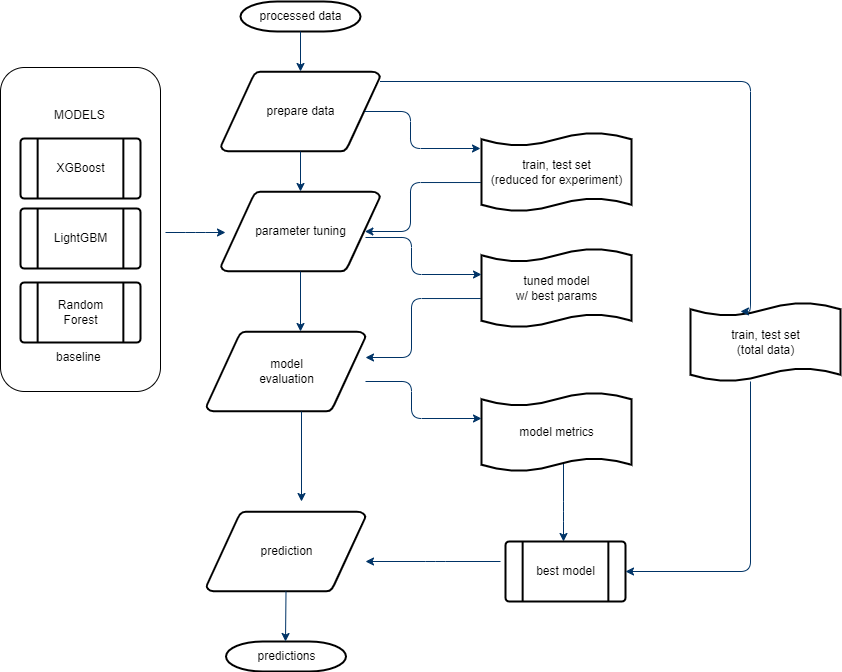 processed data
prepare data
MODELS
XGBoost
LightGBM
Random
Forest
baseline
train, test set
(reduced for experiment)
parameter tuning
tuned model
w/ best params
train, test set
(total data)
model
evaluation
model metrics
prediction
best model
predictions